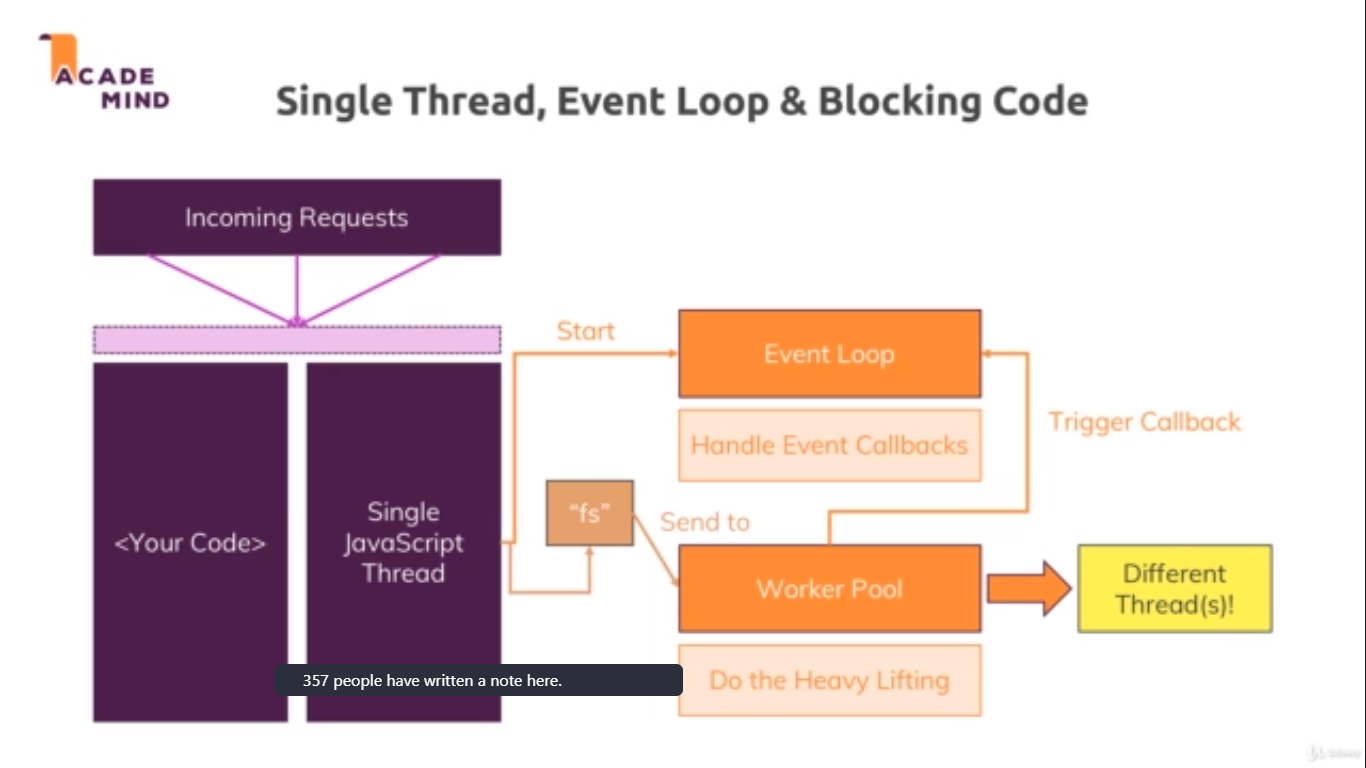 ACADE
MIND
Single Thread, Event Loop & Blocking Code
Incoming Requests
Start
Event Loop
Trigger Callback
Handle Event Callbacks
<Your Code>
Single
JavaScript
Thread
“fs”
Send to
Worker Pool
Different
Thread(s)!
Do the Heavy Lifting
357 people have written a note here.